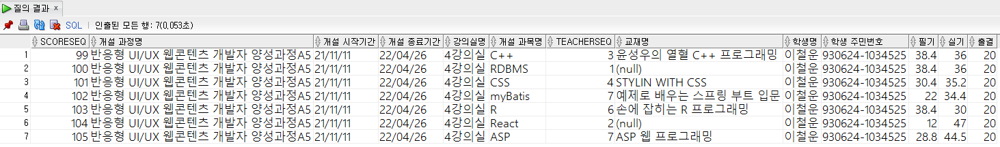 질의 결과 ×
SQL | 인출된 모든 행: 7(0,053초)
SCORESEQ 개설 과정명 개설 시작기간 개설 종료기간 강의실명 개설 과목명 TEACHERSEQ 교재명 학생명 학생 주민번호 필기 실기 출결
1 99 반응형 UI/UX 웹콘텐츠 개발자 양성과정A5 21/11/11 22/04/26 4강의실 C++ 3 윤성우의 열혈 C++ 프로그래밍 이철운 930624-1034525 38.4 36 20
2 100 반응형 UI/UX 웹콘텐츠 개발자 양성과정A5 21/11/11 22/04/26 4강의실 RDBMS 1 (null) 이철운 930624-1034525 38.4 36 20
3 101 반응형 UI/UX 웹콘텐츠 개발자 양성과정A5 21/11/11 22/04/26 4강의실 CSS 4 STYLIN WITH CSS 이철운 930624-1034525 30.4 35.2 20
4 102 반응형 UI/UX 웹콘텐츠 개발자 양성과정A5 21/11/11 22/04/26 4강의실 myBatis 7 예제로 배우는 스프링 부트 입문 이철운 930624-1034525 22 34.4 20
5 103 반응형 UI/UX 웹콘텐츠 개발자 양성과정A5 21/11/11 22/04/26 4강의실 R 6 손에 잡히는 R 프로그래밍 이철운 930624-1034525 38.4 30 20
6 104 반응형 UI/UX 웹콘텐츠 개발자 양성과정A5 21/11/11 22/04/26 4강의실 React 2 (null) 이철운 930624-1034525 12 47 20
7 105 반응형 UI/UX 웹콘텐츠 개발자 양성과정A5 21/11/11 22/04/26 4강의실 ASP 7 ASP 웹 프로그래밍 이철운 930624-1034525 28.8 44.5 20